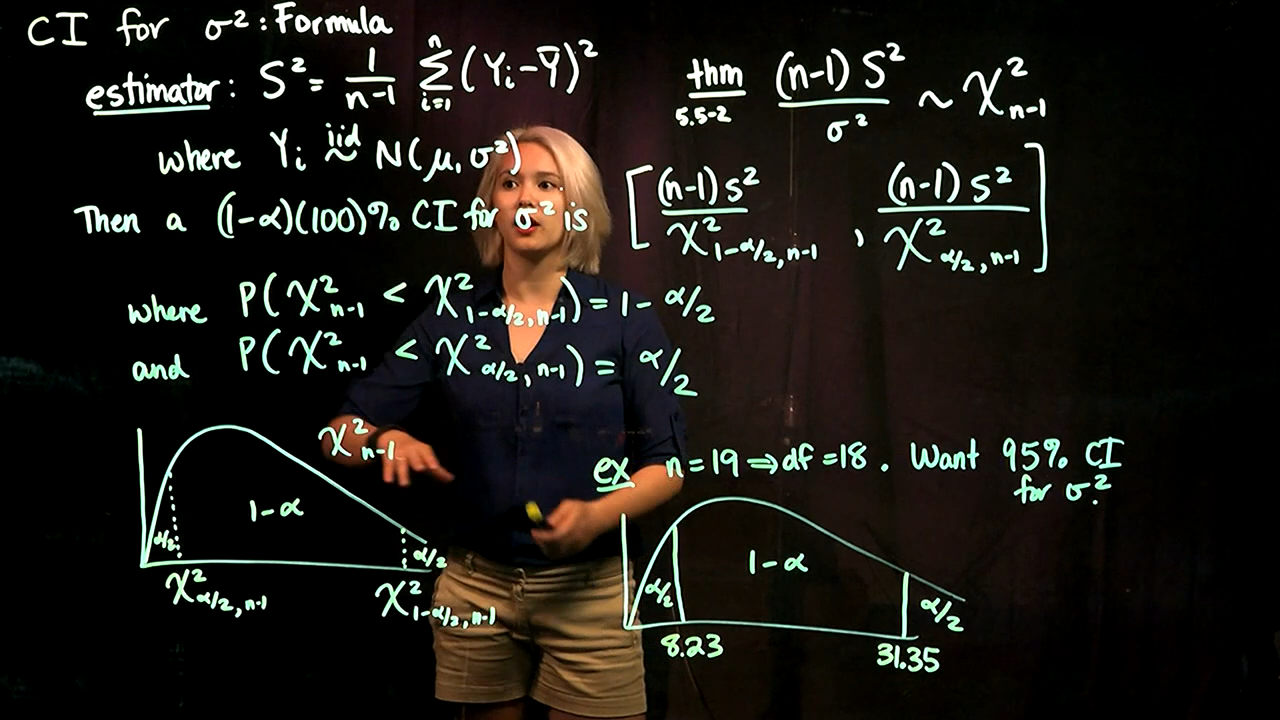 CI for σ²: Formula
estimator: S² = 1/(n-1) Σ_{i=1}^{n} (Y_i - Ȳ)²
where Y_i iid ~ N(μ, σ²)
thm 5.5-2 (n-1)S²/σ² ~ χ²_{n-1}
Then a (1-α)(100)% CI for σ² is [ (n-1)s²/χ²_{1-α/2, n-1} , (n-1)s²/χ²_{α/2, n-1} ]
where P(χ²_{n-1} < χ²_{1-α/2, n-1}) = 1 - α/2
and P(χ²_{n-1} < χ²_{α/2, n-1}) = α/2
χ²_{n-1}
1-α
α/2
α/2
χ²_{α/2, n-1}
χ²_{1-α/2, n-1}
ex n=19 ⇒ df=18. Want 95% CI
for σ².
1-α
α/2
α/2
8.23
31.35